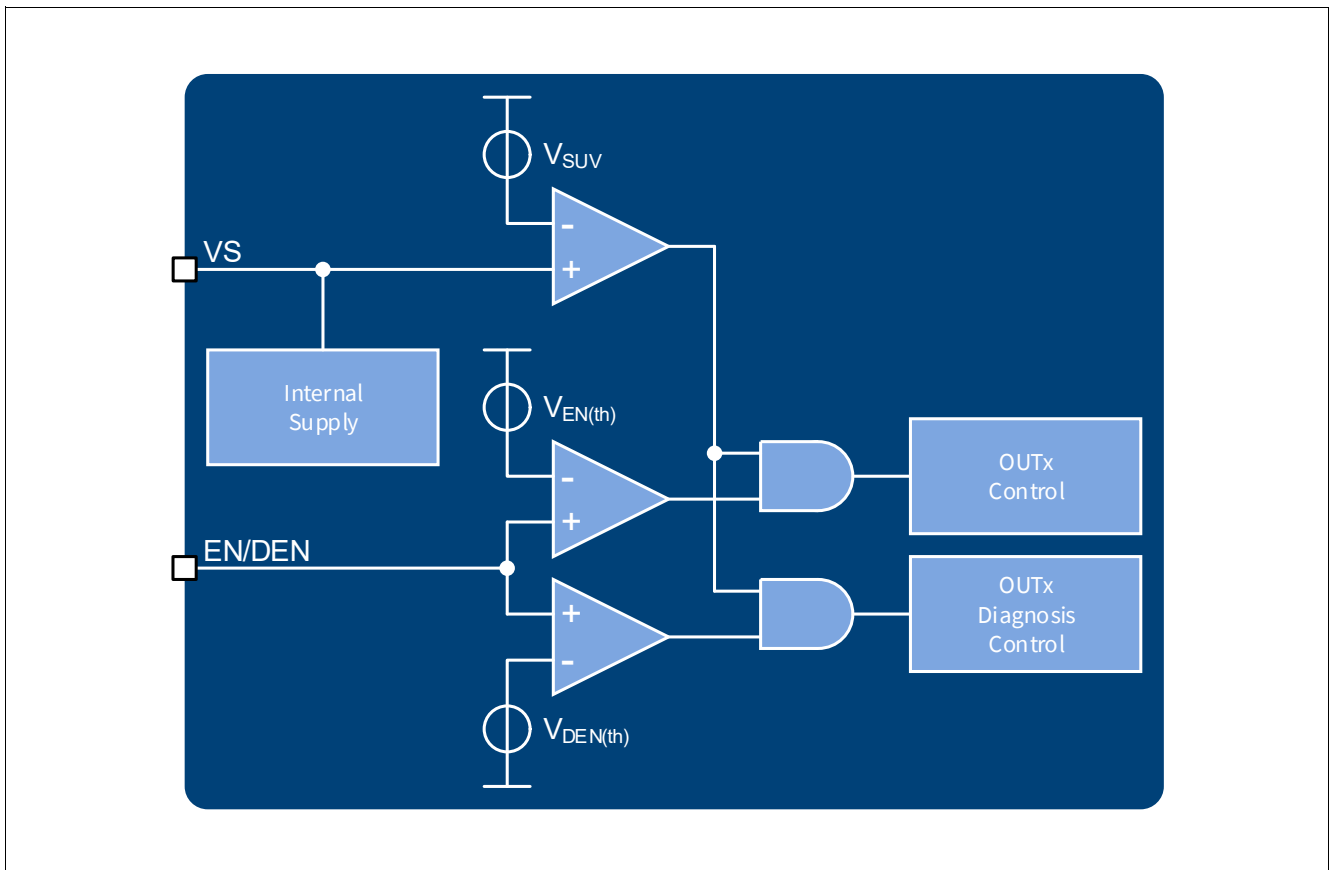 V_SUV
-
VS
+
Internal
Supply
V_EN(th)
-
+
OUTx
Control
EN/DEN
+
-
OUTx
Diagnosis
Control
V_DEN(th)